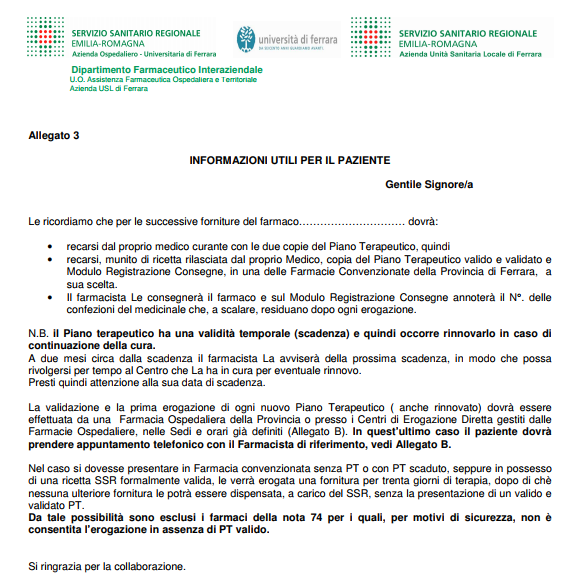 SERVIZIO SANITARIO REGIONALE
EMILIA-ROMAGNA
Azienda Ospedaliero - Universitaria di Ferrara
università di ferrara
DA SEICENTO ANNI GUARDIAMO AVANTI.
SERVIZIO SANITARIO REGIONALE
EMILIA-ROMAGNA
Azienda Unità Sanitaria Locale di Ferrara
Dipartimento Farmaceutico Interaziendale
U.O. Assistenza Farmaceutica Ospedaliera e Territoriale
Azienda USL di Ferrara
Allegato 3
INFORMAZIONI UTILI PER IL PAZIENTE
Gentile Signore/a
Le ricordiamo che per le successive forniture del farmaco………………………… dovrà:
• recarsi dal proprio medico curante con le due copie del Piano Terapeutico, quindi
• recarsi, munito di ricetta rilasciata dal proprio Medico, copia del Piano Terapeutico valido e validato e
Modulo Registrazione Consegne, in una delle Farmacie Convenzionate della Provincia di Ferrara, a
sua scelta.
• Il farmacista Le consegnerà il farmaco e sul Modulo Registrazione Consegne annoterà il N°. delle
confezioni del medicinale che, a scalare, residuano dopo ogni erogazione.
N.B. il Piano terapeutico ha una validità temporale (scadenza) e quindi occorre rinnovarlo in caso di
continuazione della cura.
A due mesi circa dalla scadenza il farmacista La avviserà della prossima scadenza, in modo che possa
rivolgersi per tempo al Centro che La ha in cura per eventuale rinnovo.
Presti quindi attenzione alla sua data di scadenza.
La validazione e la prima erogazione di ogni nuovo Piano Terapeutico ( anche rinnovato) dovrà essere
effettuata da una Farmacia Ospedaliera della Provincia o presso i Centri di Erogazione Diretta gestiti dalle
Farmacie Ospedaliere, nelle Sedi e orari già definiti (Allegato B). In quest'ultimo caso il paziente dovrà
prendere appuntamento telefonico con il Farmacista di riferimento, vedi Allegato B.
Nel caso si dovesse presentare in Farmacia convenzionata senza PT o con PT scaduto, seppure in possesso
di una ricetta SSR formalmente valida, le verrà erogata una fornitura per trenta giorni di terapia, dopo di chè
nessuna ulteriore fornitura le potrà essere dispensata, a carico del SSR, senza la presentazione di un valido e
validato PT.
Da tale possibilità sono esclusi i farmaci della nota 74 per i quali, per motivi di sicurezza, non è
consentita l'erogazione in assenza di PT valido.
Si ringrazia per la collaborazione.